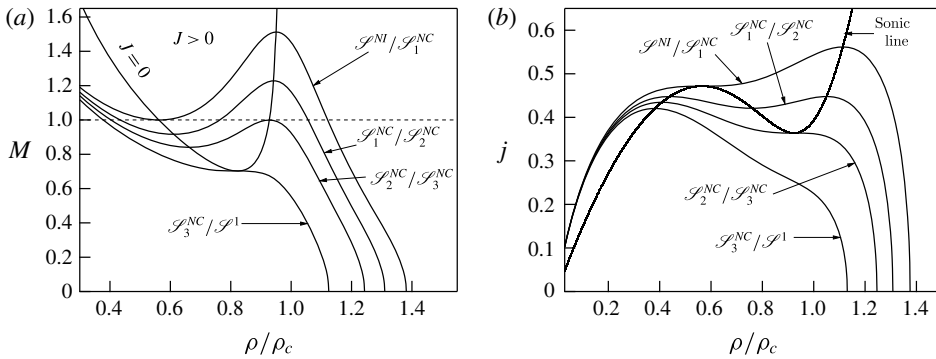 (a)
1.6
1.4
1.2
1.0
0.8
0.6
0.4
0.2
0
M
J = 0
J > 0
𝒮^{NI}/𝒮_1^{NC}
𝒮_1^{NC}/𝒮_2^{NC}
𝒮_2^{NC}/𝒮_3^{NC}
𝒮_3^{NC}/𝒮^1
0.4 0.6 0.8 1.0 1.2 1.4
ρ/ρ_c
(b)
0.6
0.5
0.4
0.3
0.2
0.1
0
j
𝒮^{NI}/𝒮_1^{NC}
𝒮_1^{NC}/𝒮_2^{NC}
Sonic
line
𝒮_2^{NC}/𝒮_3^{NC}
𝒮_3^{NC}/𝒮^1
0.2 0.4 0.6 0.8 1.0 1.2 1.4
ρ/ρ_c